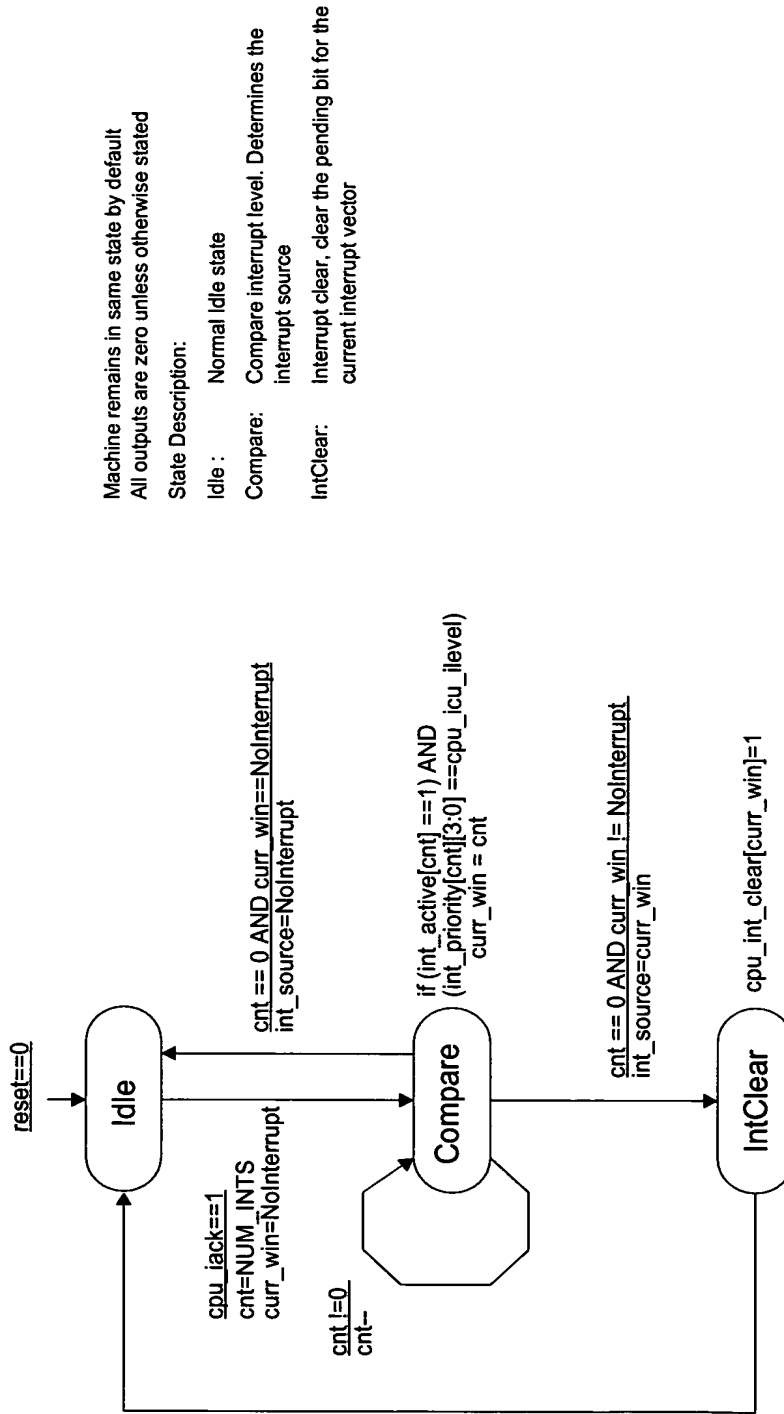 reset==0
Idle
cpu_iack==1
cnt=NUM_INTS
curr_win=NoInterrupt
cnt == 0 AND curr_win==NoInterrupt
int_source=NoInterrupt
cnt !=0
cnt--
Compare
if (int_active[cnt] ==1) AND
(int_priority[cnt][3:0] ==cpu_icu_ilevel)
curr_win = cnt
cnt == 0 AND curr_win != NoInterrupt
int_source=curr_win
IntClear
cpu_int_clear[curr_win]=1
Machine remains in same state by default
All outputs are zero unless otherwise stated
State Description:
Idle : Normal Idle state
Compare: Compare interrupt level. Determines the
interrupt source
IntClear: Interrupt clear, clear the pending bit for the
current interrupt vector